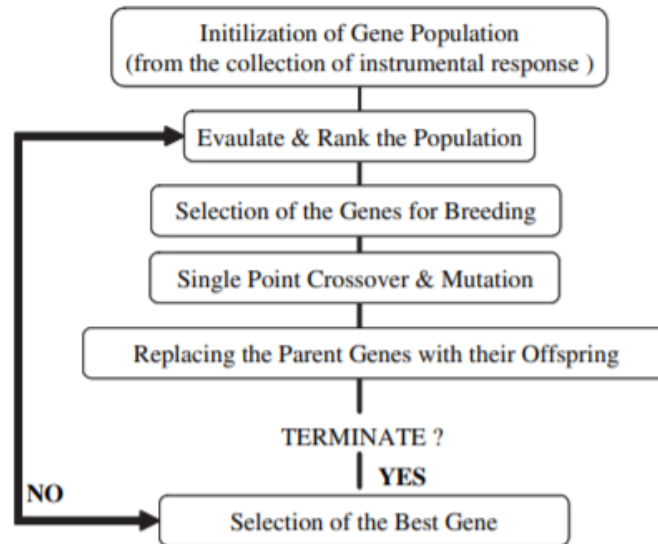 Initilization of Gene Population
(from the collection of instrumental response )
Evaulate & Rank the Population
Selection of the Genes for Breeding
Single Point Crossover & Mutation
Replacing the Parent Genes with their Offspring
TERMINATE ?
YES
NO
Selection of the Best Gene